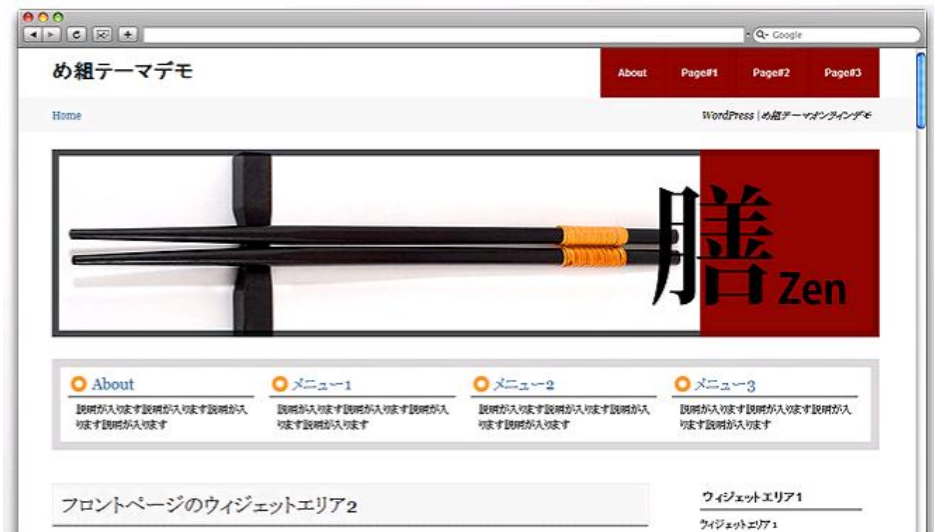 Google
め組テーマデモ
About Page#1 Page#2 Page#3
Home
WordPress | め組テーマオンラインデモ
膳 Zen
About
説明が入ります説明が入ります説明が入
ります説明が入ります
メニュー1
説明が入ります説明が入ります説明が入
ります説明が入ります
メニュー2
説明が入ります説明が入ります説明が入
ります説明が入ります
メニュー3
説明が入ります説明が入ります説明が入
ります説明が入ります
フロントページのウィジェットエリア2
ウィジェットエリア1
ウィジェットエリア1